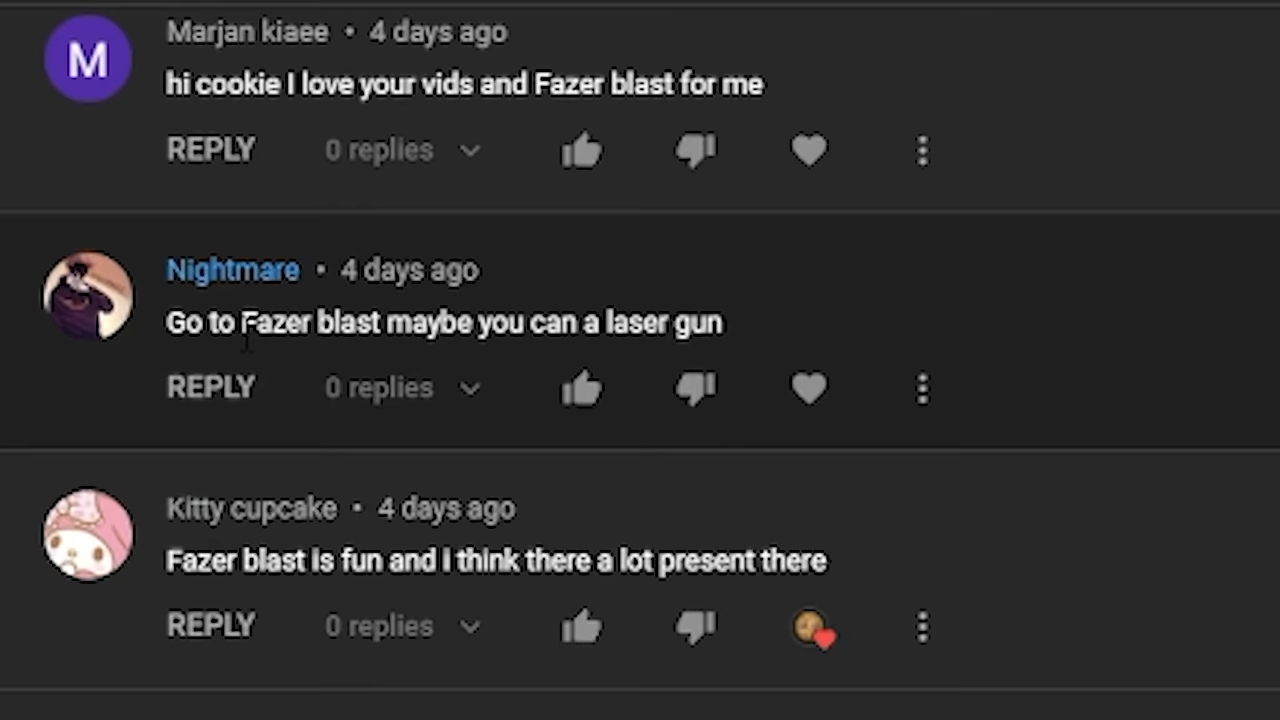 M
Marjan kiaee • 4 days ago
hi cookie I love your vids and Fazer blast for me
REPLY 0 replies
Nightmare • 4 days ago
Go to Fazer blast maybe you can a laser gun
REPLY 0 replies
Kitty cupcake • 4 days ago
Fazer blast is fun and i think there a lot present there
REPLY 0 replies